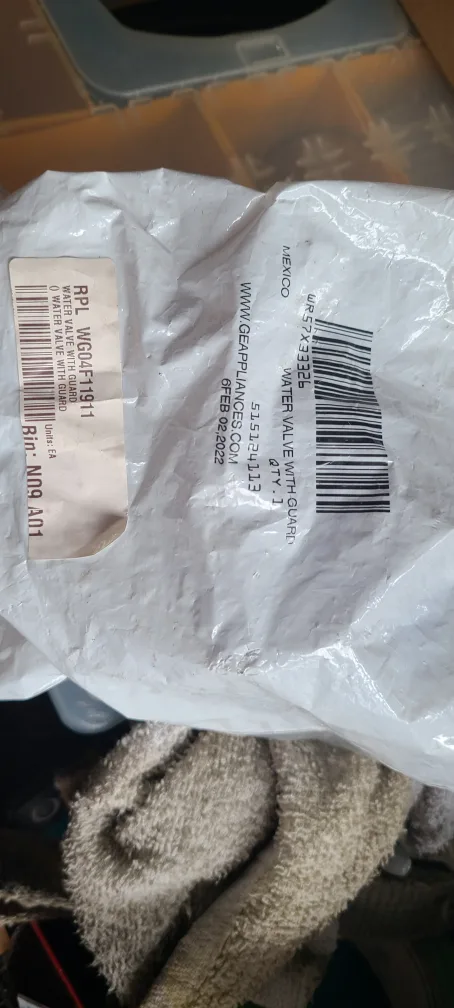 RPL WG04F11911
WATER VALVE WITH GUARD
() WATER VALVE WITH GUARD
Units: EA
Bin: N09 A01
WR57X33326
MEXICO WATER VALVE WITH GUARD
QTY.1
515124113
WWW.GEAPPLIANCES.COM
6FEB 02,2022